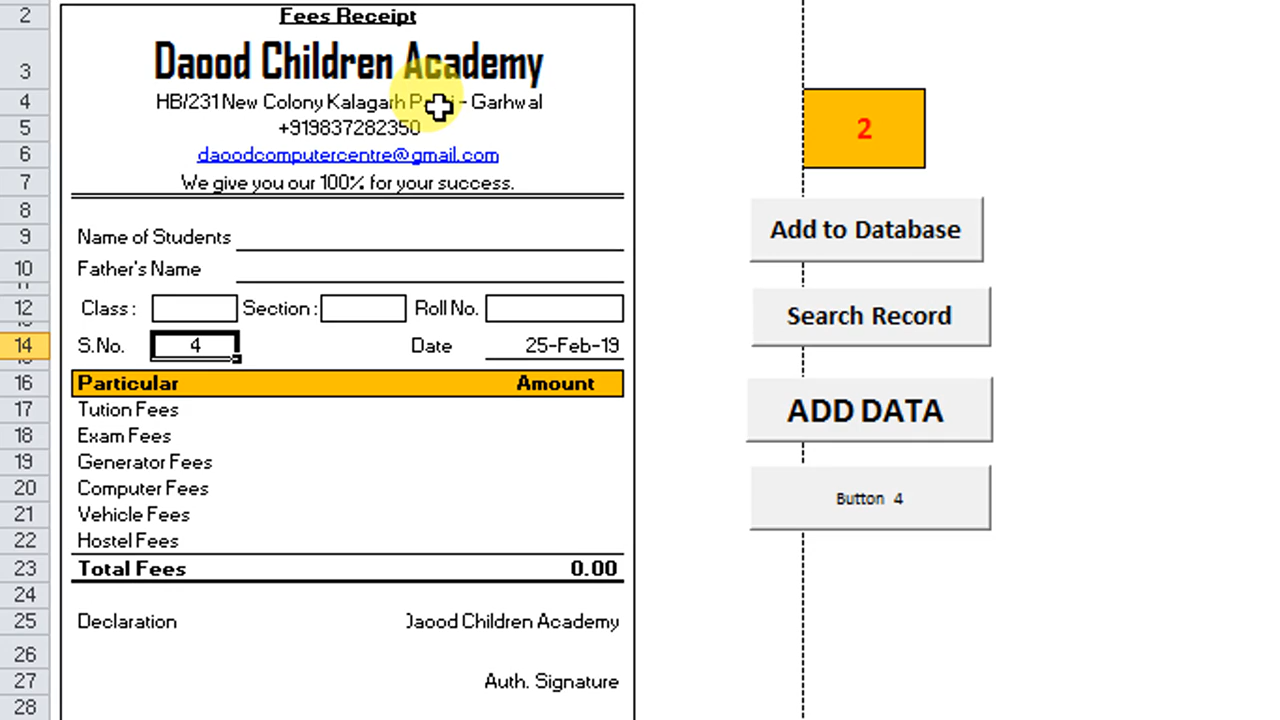 2
Fees Receipt
3
Daood Children Academy
4
HB/231 New Colony Kalagarh - Garhwal
5
+919837282350
2
6
daoodcomputercentre@gmail.com
7
We give you our 100% for your success.
8
Add to Database
9
Name of Students
10
Father's Name
12
Class : Section : Roll No.
Search Record
14
S.No. 4 Date 25-Feb-19
16
Particular Amount
17
Tution Fees
ADD DATA
18
Exam Fees
19
Generator Fees
20
Computer Fees
Button 4
21
Vehicle Fees
22
Hostel Fees
23
Total Fees 0.00
24
25
Declaration Daood Children Academy
26
27
Auth. Signature
28